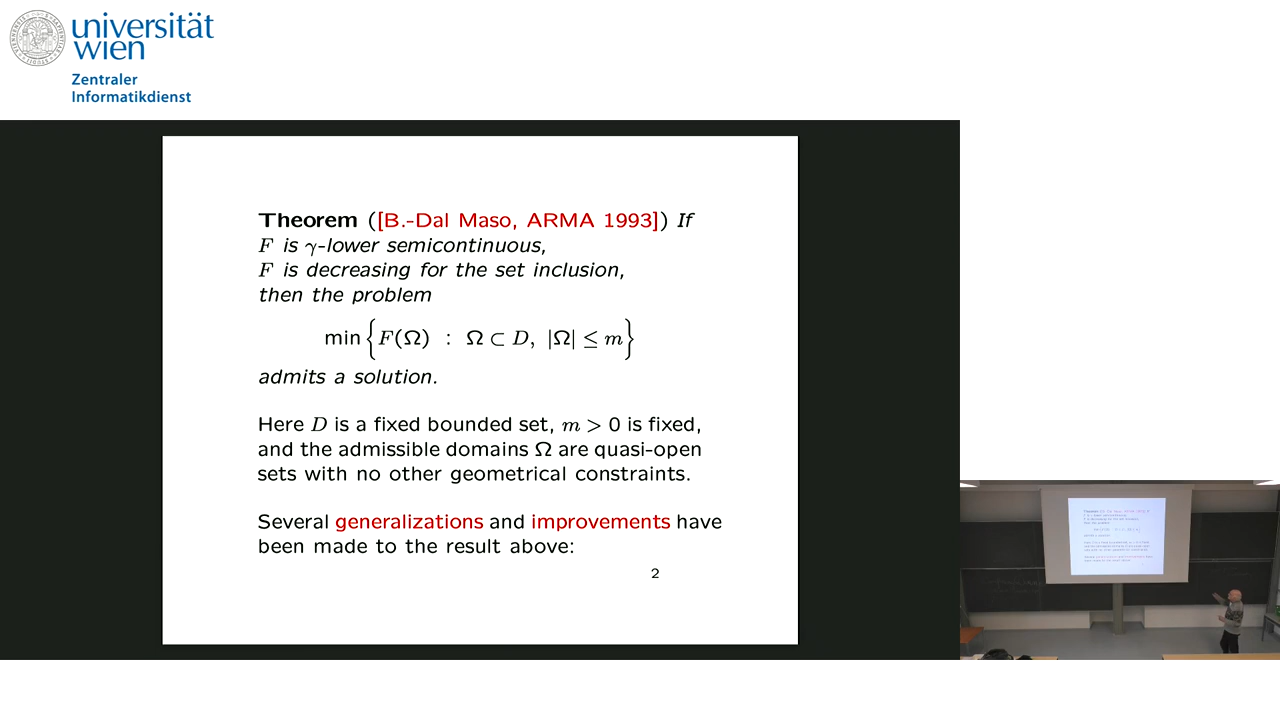 universität
wien
Zentraler
Informatikdienst
Theorem ([B.-Dal Maso, ARMA 1993]) If
F is γ-lower semicontinuous,
F is decreasing for the set inclusion,
then the problem
min { F(Ω) : Ω ⊂ D, |Ω| ≤ m }
admits a solution.
Here D is a fixed bounded set, m > 0 is fixed,
and the admissible domains Ω are quasi-open
sets with no other geometrical constraints.
Several generalizations and improvements have
been made to the result above:
2